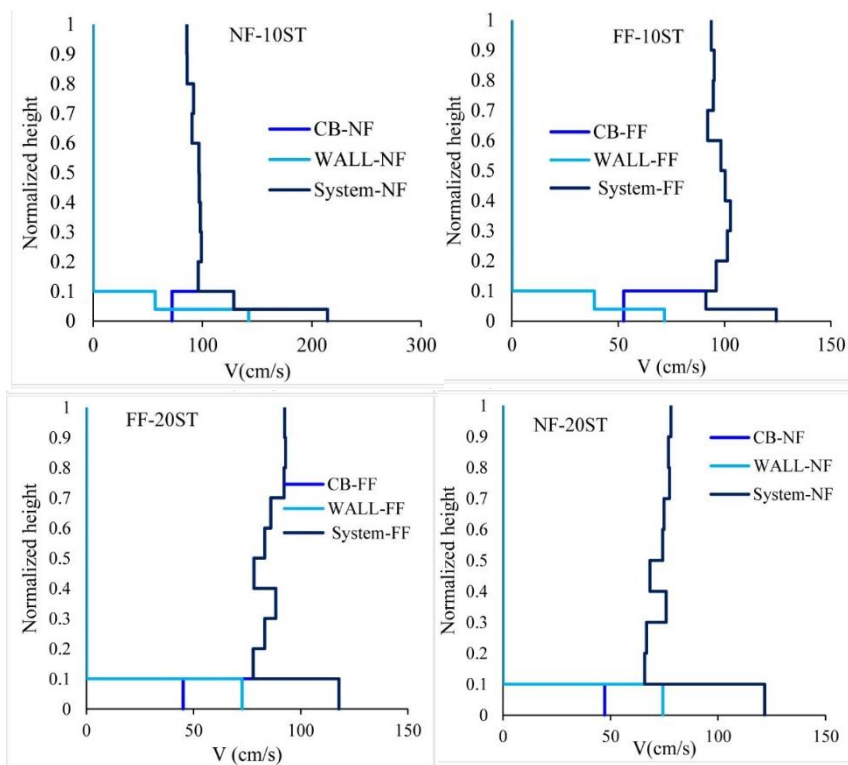 NF-10ST
Normalized height
1
0.9
0.8
0.7
0.6
0.5
0.4
0.3
0.2
0.1
0
CB-NF
WALL-NF
System-NF
0 100 200 300
V(cm/s)
FF-10ST
Normalized height
1
0.9
0.8
0.7
0.6
0.5
0.4
0.3
0.2
0.1
0
CB-FF
WALL-FF
System-FF
0 50 100 150
V (cm/s)
FF-20ST
Normalized height
1
0.9
0.8
0.7
0.6
0.5
0.4
0.3
0.2
0.1
0
CB-FF
WALL-FF
System-FF
0 50 100 150
V (cm/s)
NF-20ST
Normalized height
1
0.9
0.8
0.7
0.6
0.5
0.4
0.3
0.2
0.1
0
CB-NF
WALL-NF
System-NF
0 50 100 150
V(cm/s)